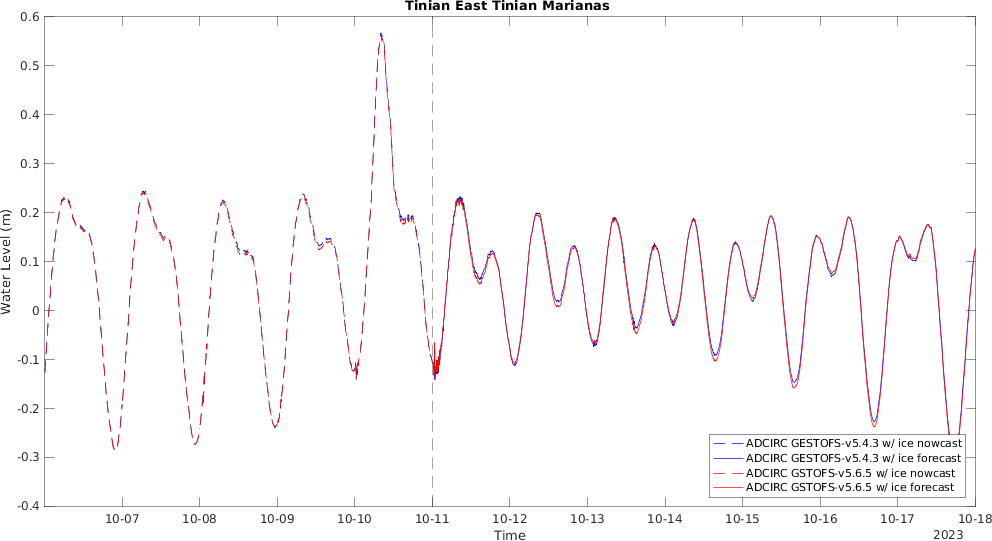 Tinian East Tinian Marianas
0.6
0.5
0.4
0.3
0.2
0.1
0
-0.1
-0.2
-0.3
-0.4
Water Level (m)
ADCIRC GESTOFS-v5.4.3 w/ ice nowcast
ADCIRC GESTOFS-v5.4.3 w/ ice forecast
ADCIRC GSTOFS-v5.6.5 w/ ice nowcast
ADCIRC GSTOFS-v5.6.5 w/ ice forecast
10-07 10-08 10-09 10-10 10-11 10-12 10-13 10-14 10-15 10-16 10-17 10-18
Time
2023